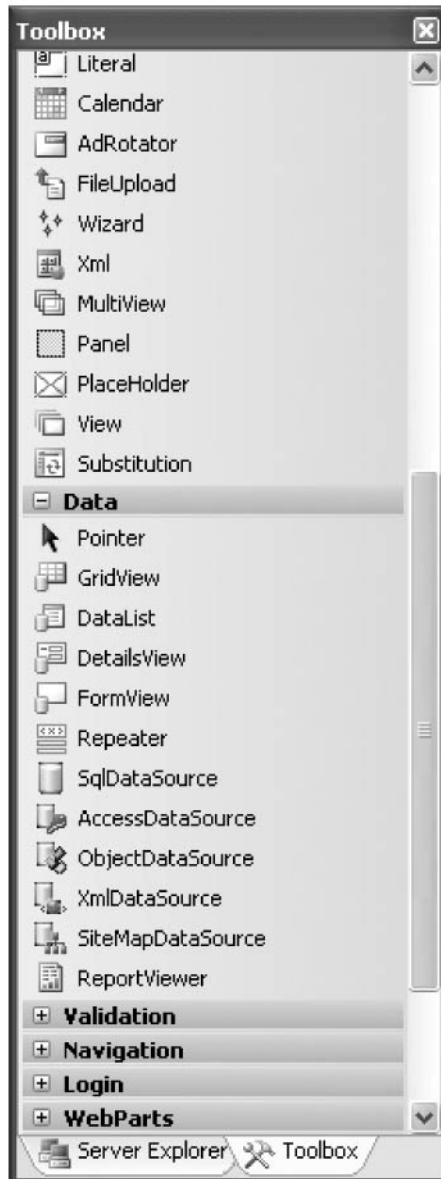 Toolbox
Literal
Calendar
AdRotator
FileUpload
Wizard
Xml
MultiView
Panel
PlaceHolder
View
Substitution
Data
Pointer
GridView
DataList
DetailsView
FormView
Repeater
SqlDataSource
AccessDataSource
ObjectDataSource
XmlDataSource
SiteMapDataSource
ReportViewer
Validation
Navigation
Login
WebParts
Server Explorer Toolbox